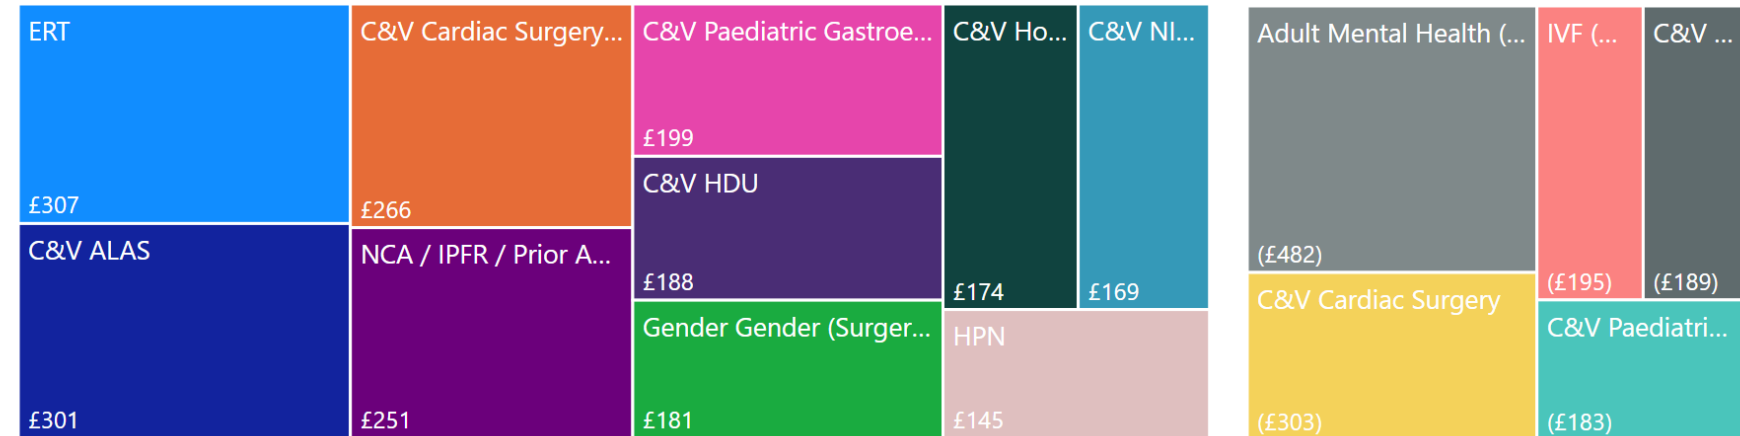 ERT
£307
C&V ALAS
£301
C&V Cardiac Surgery...
£266
NCA / IPFR / Prior A...
£251
C&V Paediatric Gastroe...
£199
C&V HDU
£188
Gender Gender (Surger...
£181
C&V Ho...
£174
C&V NI...
£169
HPN
£145
Adult Mental Health (...
(£482)
C&V Cardiac Surgery
(£303)
IVF (...
(£195)
C&V ...
(£189)
C&V Paediatri...
(£183)